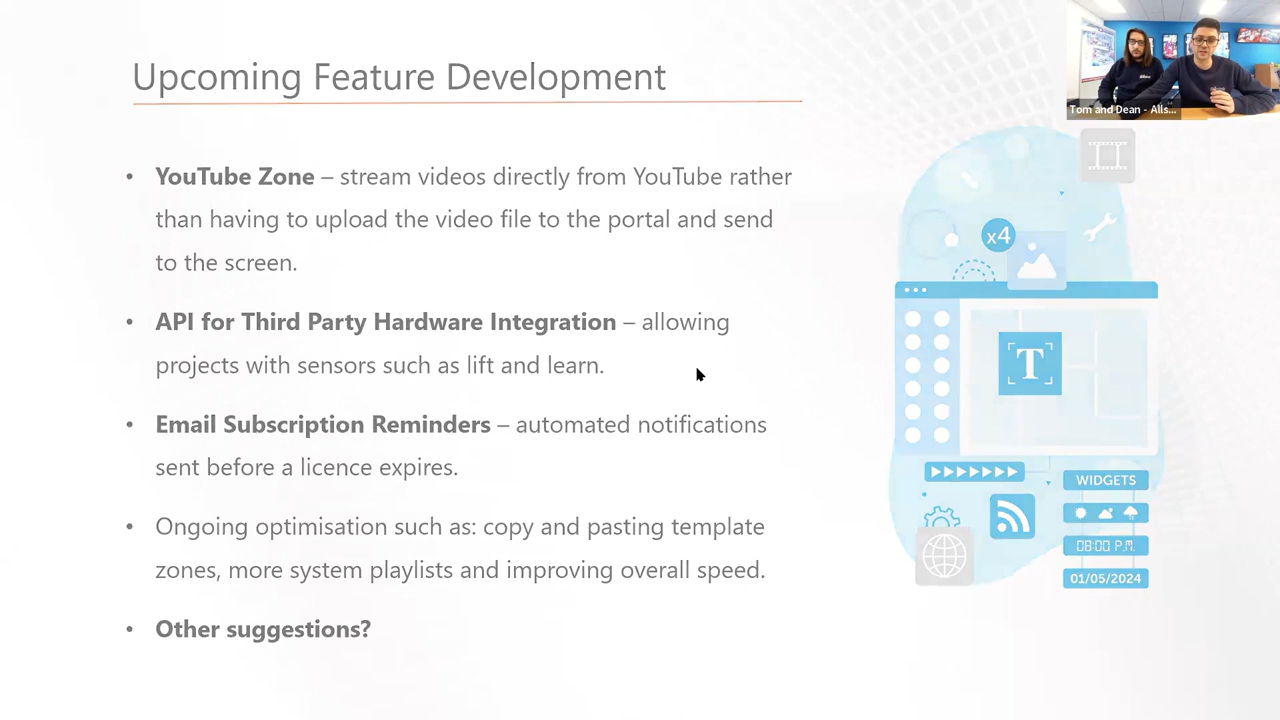 Upcoming Feature Development
Tom and Dean - Alls...
• YouTube Zone – stream videos directly from YouTube rather
than having to upload the video file to the portal and send
to the screen.
• API for Third Party Hardware Integration – allowing
projects with sensors such as lift and learn.
• Email Subscription Reminders – automated notifications
sent before a licence expires.
• Ongoing optimisation such as: copy and pasting template
zones, more system playlists and improving overall speed.
• Other suggestions?
x4
T
WIDGETS
08:00 P.M.
01/05/2024